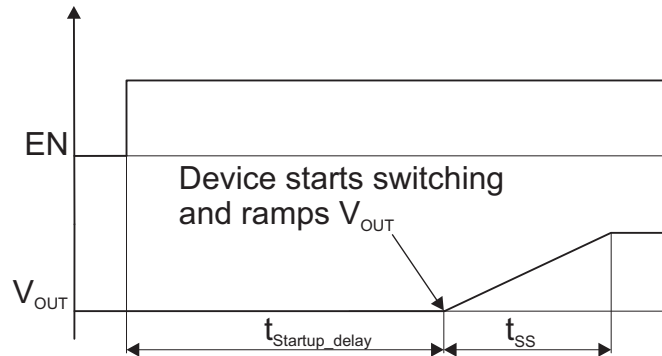 EN
Device starts switching
and ramps VOUT
VOUT
tStartup_delay
tSS